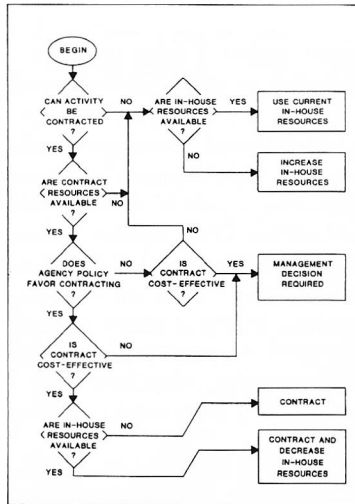 BEGIN
CAN ACTIVITY
BE
CONTRACTED
?
NO
YES
ARE IN-HOUSE
RESOURCES
AVAILABLE
?
YES
NO
USE CURRENT
IN-HOUSE
RESOURCES
INCREASE
IN-HOUSE
RESOURCES
ARE CONTRACT
RESOURCES
AVAILABLE
?
NO
YES
DOES
AGENCY POLICY
FAVOR CONTRACTING
?
NO
YES
NO
IS
CONTRACT
COST-EFFECTIVE
?
YES
MANAGEMENT
DECISION
REQUIRED
IS
CONTRACT
COST-EFFECTIVE
?
NO
YES
ARE IN-HOUSE
RESOURCES
AVAILABLE
?
NO
YES
CONTRACT
CONTRACT AND
DECREASE
IN-HOUSE
RESOURCES